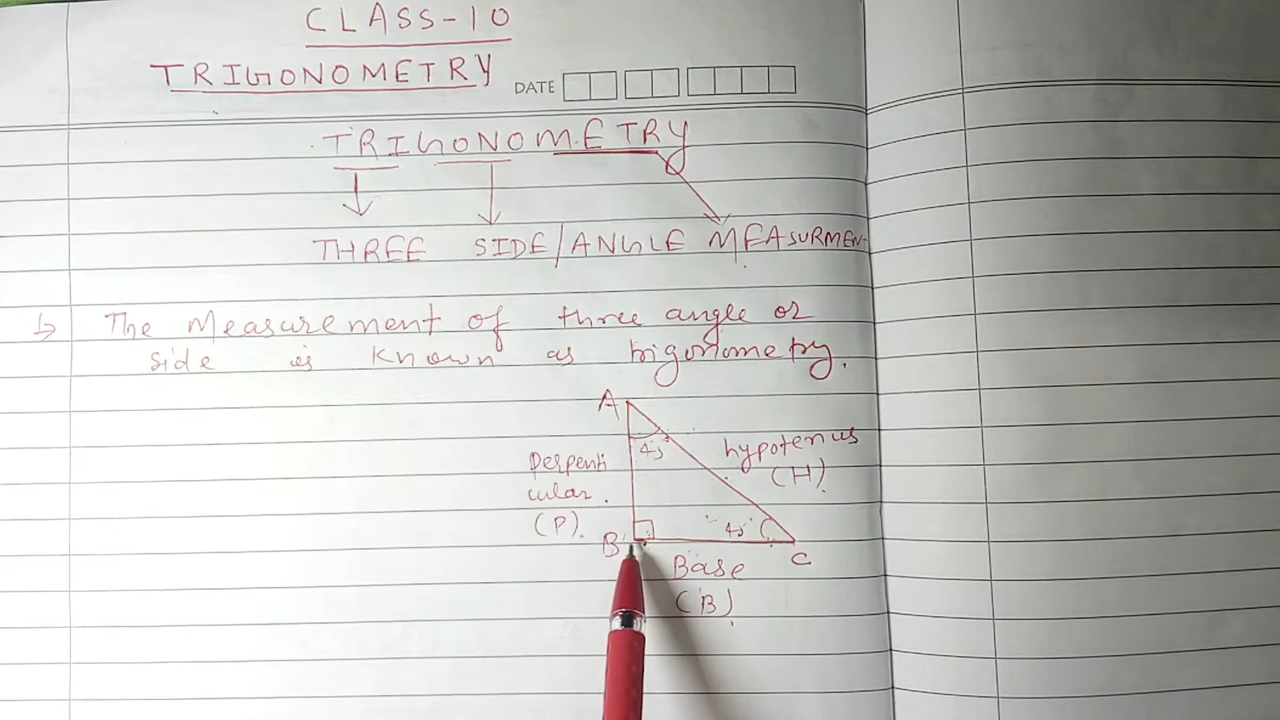 CLASS-10
TRIGONOMETRY
DATE
TRIGONOMETRY
THREE SIDE/ANGLE MEASURMEN
The Measurement of three angle or
side is known as trigonometry.
A
45°
hypotenus
(H)
Perpendi
cular.
(P).
B
45°
C
Base
(B)